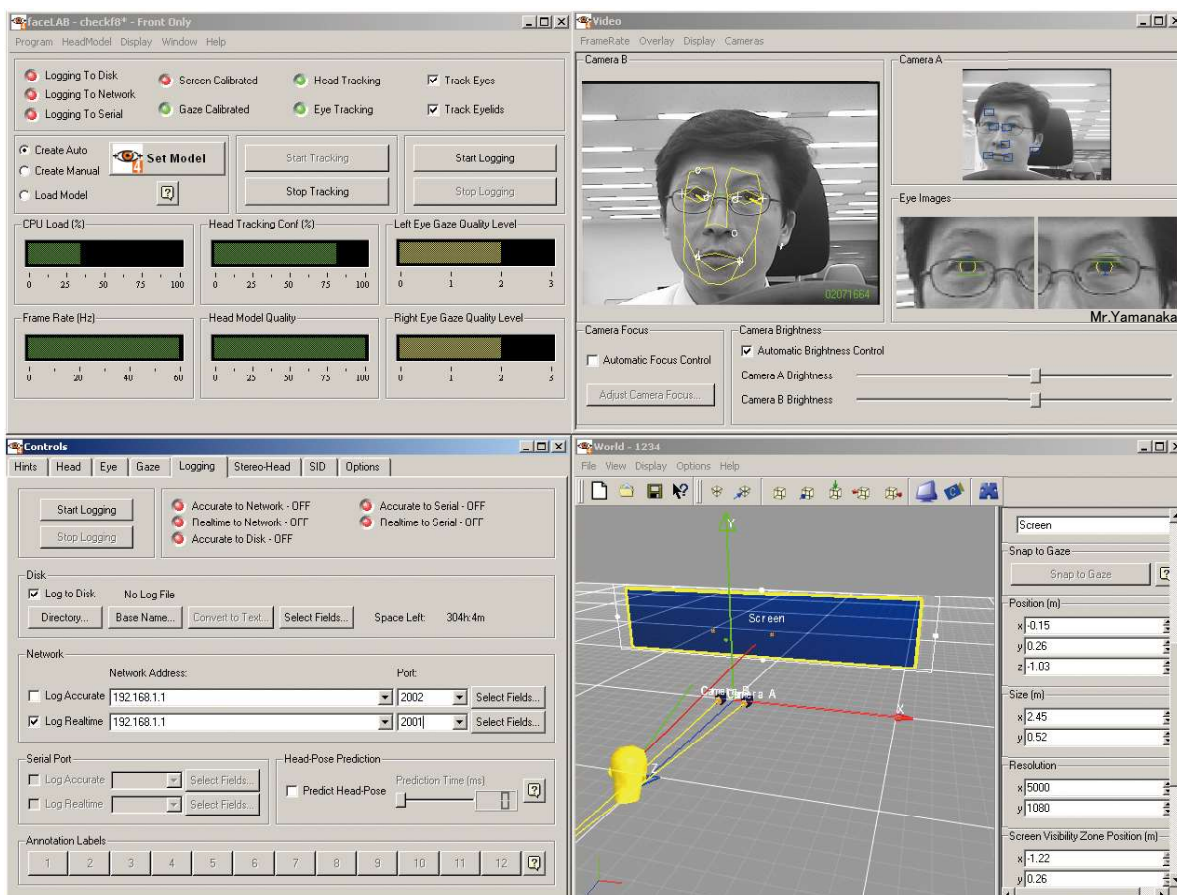 faceLAB - checkf8* - Front Only
Program HeadModel Display Window Help
Logging To Disk
Logging To Network
Logging To Serial
Screen Calibrated
Gaze Calibrated
Head Tracking
Eye Tracking
Track Eyes
Track Eyelids
Create Auto
Create Manual
Load Model
4
Set Model
?
Start Tracking
Stop Tracking
Start Logging
Stop Logging
CPU Load (%)
0 25 50 75 100
Head Tracking Conf (%)
0 25 50 75 100
Left Eye Gaze Quality Level
0 1 2 3
Frame Rate (Hz)
0 20 40 60
Head Model Quality
0 25 50 75 100
Right Eye Gaze Quality Level
0 1 2 3
Video
FrameRate Overlay Display Cameras
Camera B
02071664
Camera A
Eye Images
Mr.Yamanaka
Camera Focus
Automatic Focus Control
Adjust Camera Focus...
Camera Brightness
Automatic Brightness Control
Camera A Brightness
Camera B Brightness
Controls
Hints Head Eye Gaze Logging Stereo-Head SID Options
Start Logging
Stop Logging
Accurate to Network - OFF
Realtime to Network - OFF
Accurate to Disk - OFF
Accurate to Serial - OFF
Realtime to Serial - OFF
Disk
Log to Disk No Log File
Directory... Base Name... Convert to Text... Select Fields... Space Left: 304h:4m
Network
Network Address: Port:
Log Accurate 192.168.1.1 2002 Select Fields...
Log Realtime 192.168.1.1 2001 Select Fields...
Serial Port
Log Accurate Select Fields...
Log Realtime Select Fields...
Head-Pose Prediction
Predict Head-Pose
Prediction Time (ms)
?
Annotation Labels
1 2 3 4 5 6 7 8 9 10 11 12 ?
World - 1234
File View Display Options Help
Y
Screen
Camera B
Camera A
X
Z
Screen
Snap to Gaze
Snap to Gaze ?
Position (m)
x -0.15
y 0.26
z -1.03
Size (m)
x 2.45
y 0.52
Resolution
x 5000
y 1080
Screen Visibility Zone Position (m)
x -1.22
y 0.26